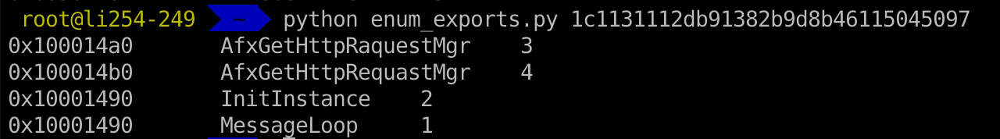 root@li254-249 ~ python enum_exports.py 1c1131112db91382b9d8b46115045097
0x100014a0 AfxGetHttpRaquestMgr 3
0x100014b0 AfxGetHttpRequastMgr 4
0x10001490 InitInstance 2
0x10001490 MessageLoop 1